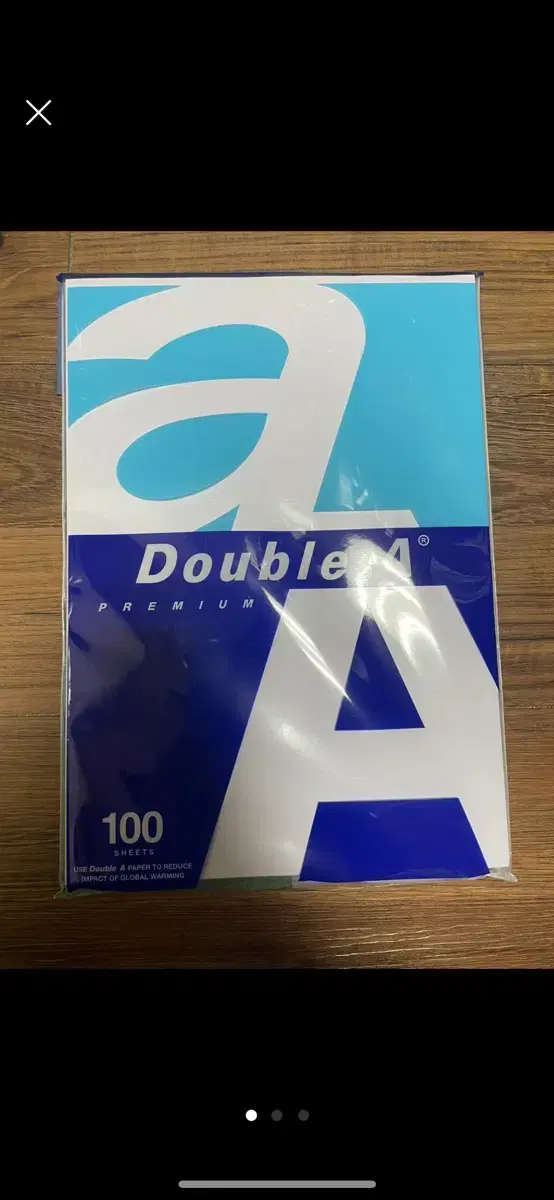 a
Double A®
PREMIUM
A
100
SHEETS
USE Double A PAPER TO REDUCE
IMPACT OF GLOBAL WARMING